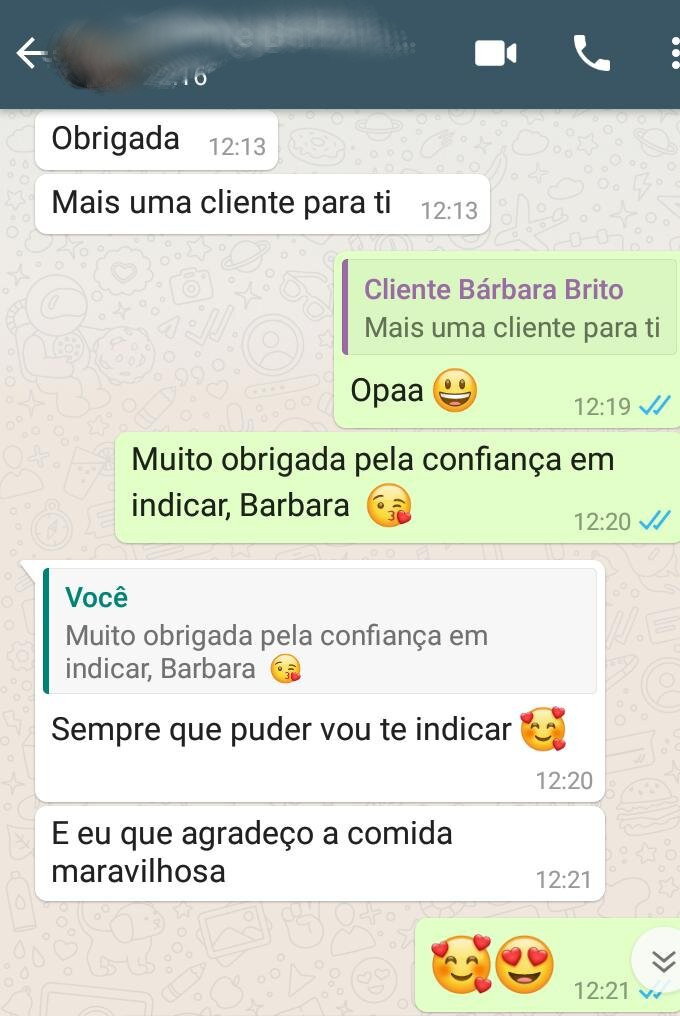 16
Obrigada 12:13
Mais uma cliente para ti 12:13
Cliente Bárbara Brito
Mais uma cliente para ti
Opaa 😃 12:19
Muito obrigada pela confiança em
indicar, Barbara 😘 12:20
Você
Muito obrigada pela confiança em
indicar, Barbara 😘
Sempre que puder vou te indicar 🥰
12:20
E eu que agradeço a comida
maravilhosa 12:21
🥰😍 12:21